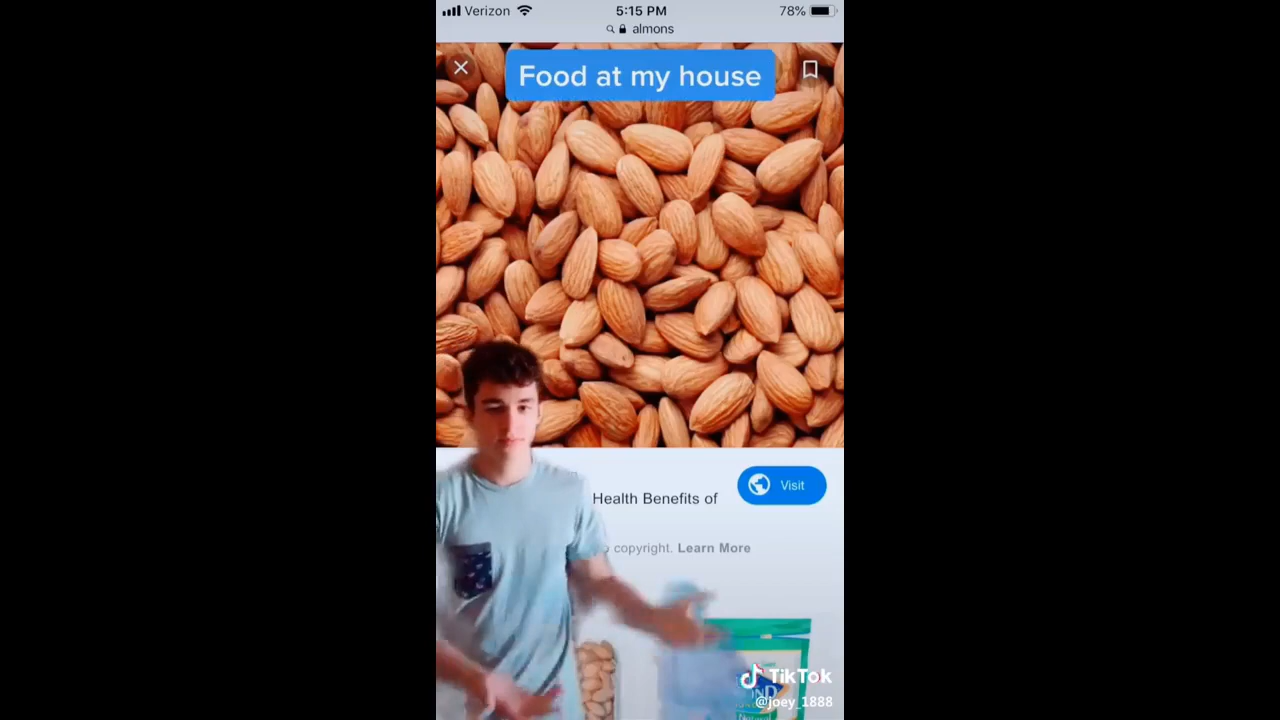 Verizon 5:15 PM 78%
almons
Food at my house
Health Benefits of
Visit
copyright. Learn More
Natural
TikTok
@joey_1888